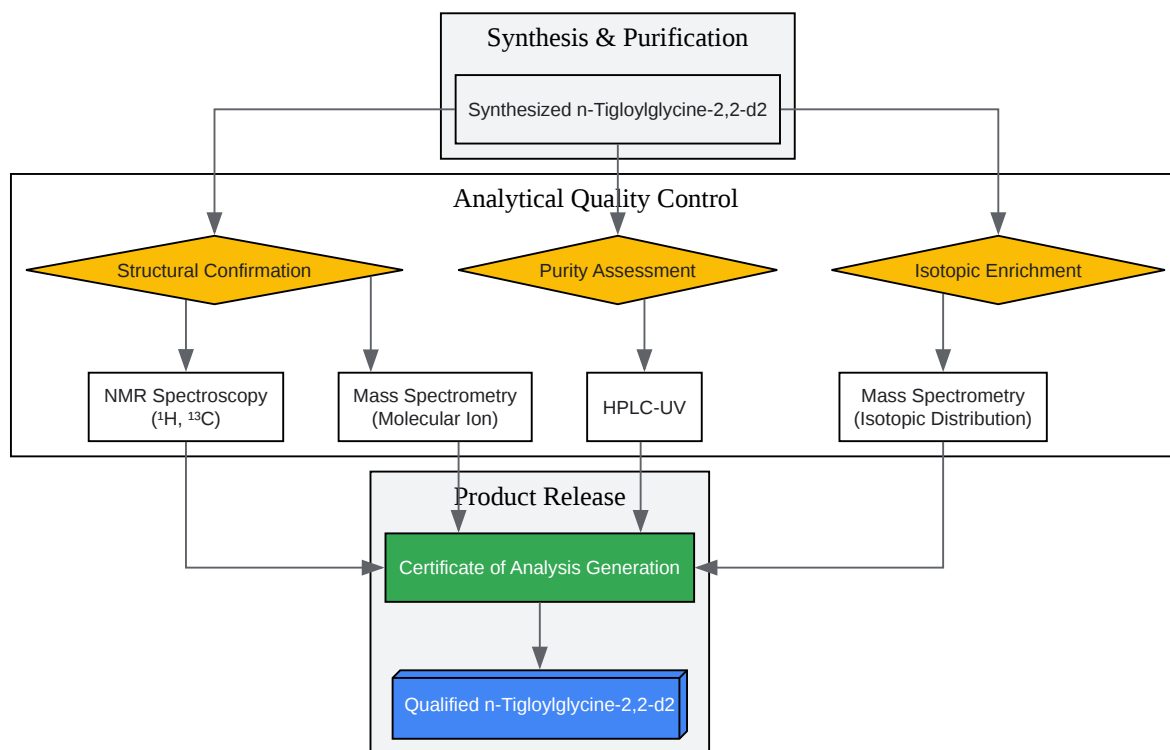 Synthesis & Purification
Synthesized n-Tigloylglycine-2,2-d2
Analytical Quality Control
Structural Confirmation
Purity Assessment
Isotopic Enrichment
NMR Spectroscopy
(¹H, ¹³C)
Mass Spectrometry
(Molecular Ion)
HPLC-UV
Mass Spectrometry
(Isotopic Distribution)
Product Release
Certificate of Analysis Generation
Qualified n-Tigloylglycine-2,2-d2